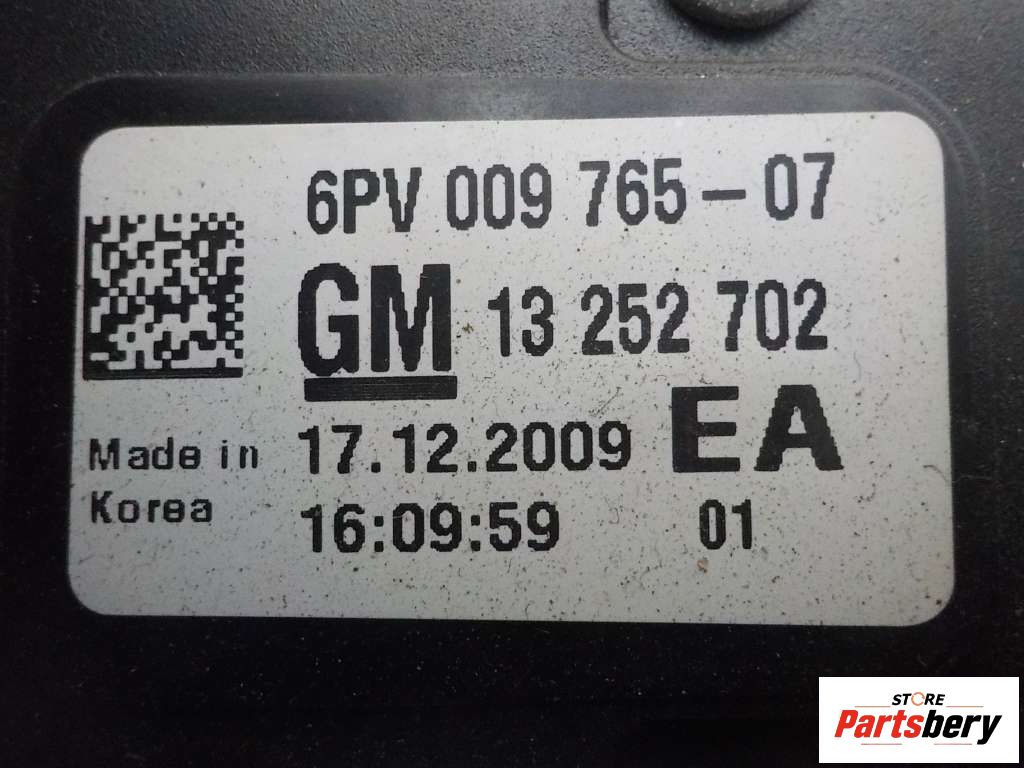 6PV 009 765-07
GM 13 252 702
EA
Made in
Korea
17.12.2009
16:09:59
01
STORE
Partsbery